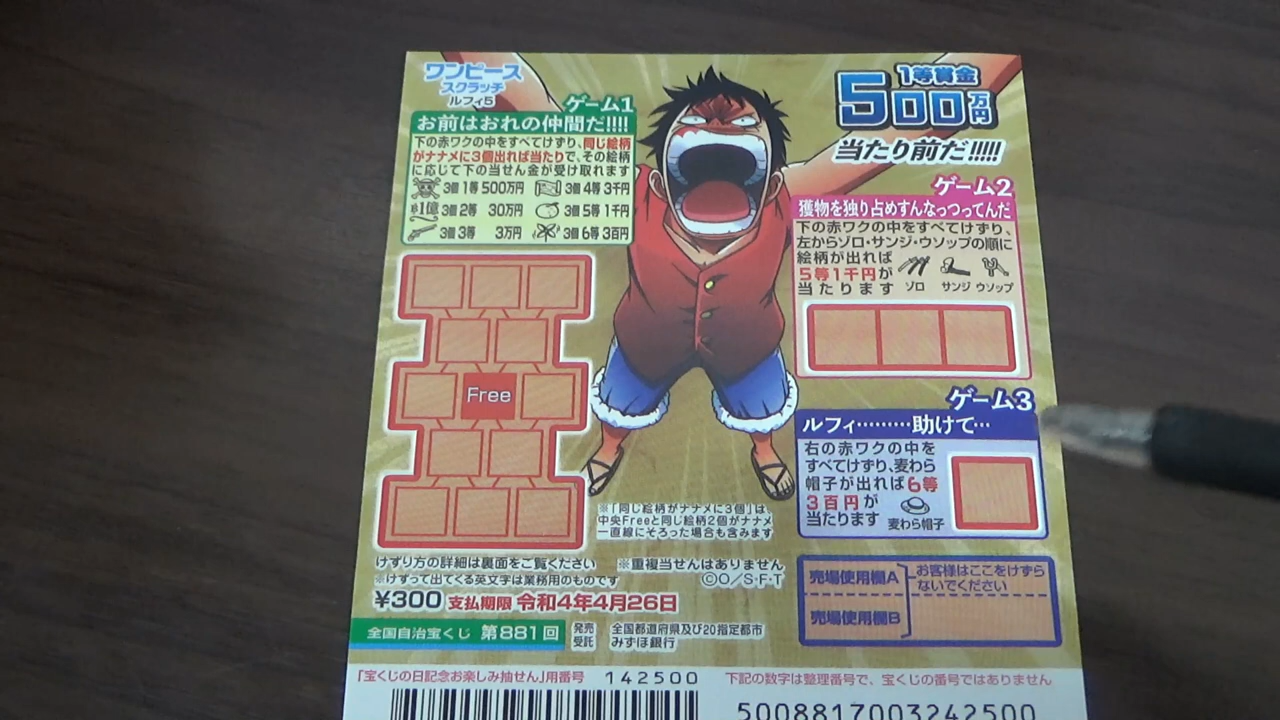 ワンピース
スクラッチ
ルフィ5
ゲーム1
お前はおれの仲間だ!!!!
下の赤ワクの中をすべてけずり、同じ絵柄
がナナメに3個出れば当たりで、その絵柄
に応じて下の当せん金が受け取れます
3個 1等 500万円 3個 4等 3千円
1億 3個 2等 30万円 3個 5等 1千円
3個 3等 3万円 3個 6等 3百円
Free
1等賞金
500万円
当たり前だ!!!!!
ゲーム2
獲物を独り占めすんなっつってんだ
下の赤ワクの中をすべてけずり、
左からゾロ・サンジ・ウソップの順に
絵柄が出れば
5等1千円が
当たります
ゾロ サンジ ウソップ
ゲーム3
ルフィ………助けて…
右の赤ワクの中を
すべてけずり、麦わら
帽子が出れば6等
3百円が
当たります
麦わら帽子
※「同じ絵柄がナナメに3個」は
中央Freeと同じ絵柄2個がナナメ
一直線にそろった場合も含みます
けずり方の詳細は裏面をご覧ください ※重複当せんはありません
※けずって出てくる英文字は業務用のものです ©O/S・F・T
¥300 支払期限 令和4年4月26日
売場使用欄A
お客様はここをけずら
ないでください
売場使用欄B
全国自治宝くじ 第881回
発売 全国都道府県及び20指定都市
受託 みずほ銀行
「宝くじの日記念お楽しみ抽せん」用番号 142500 下記の数字は整理番号で、宝くじの番号ではありません
50088170032425​00